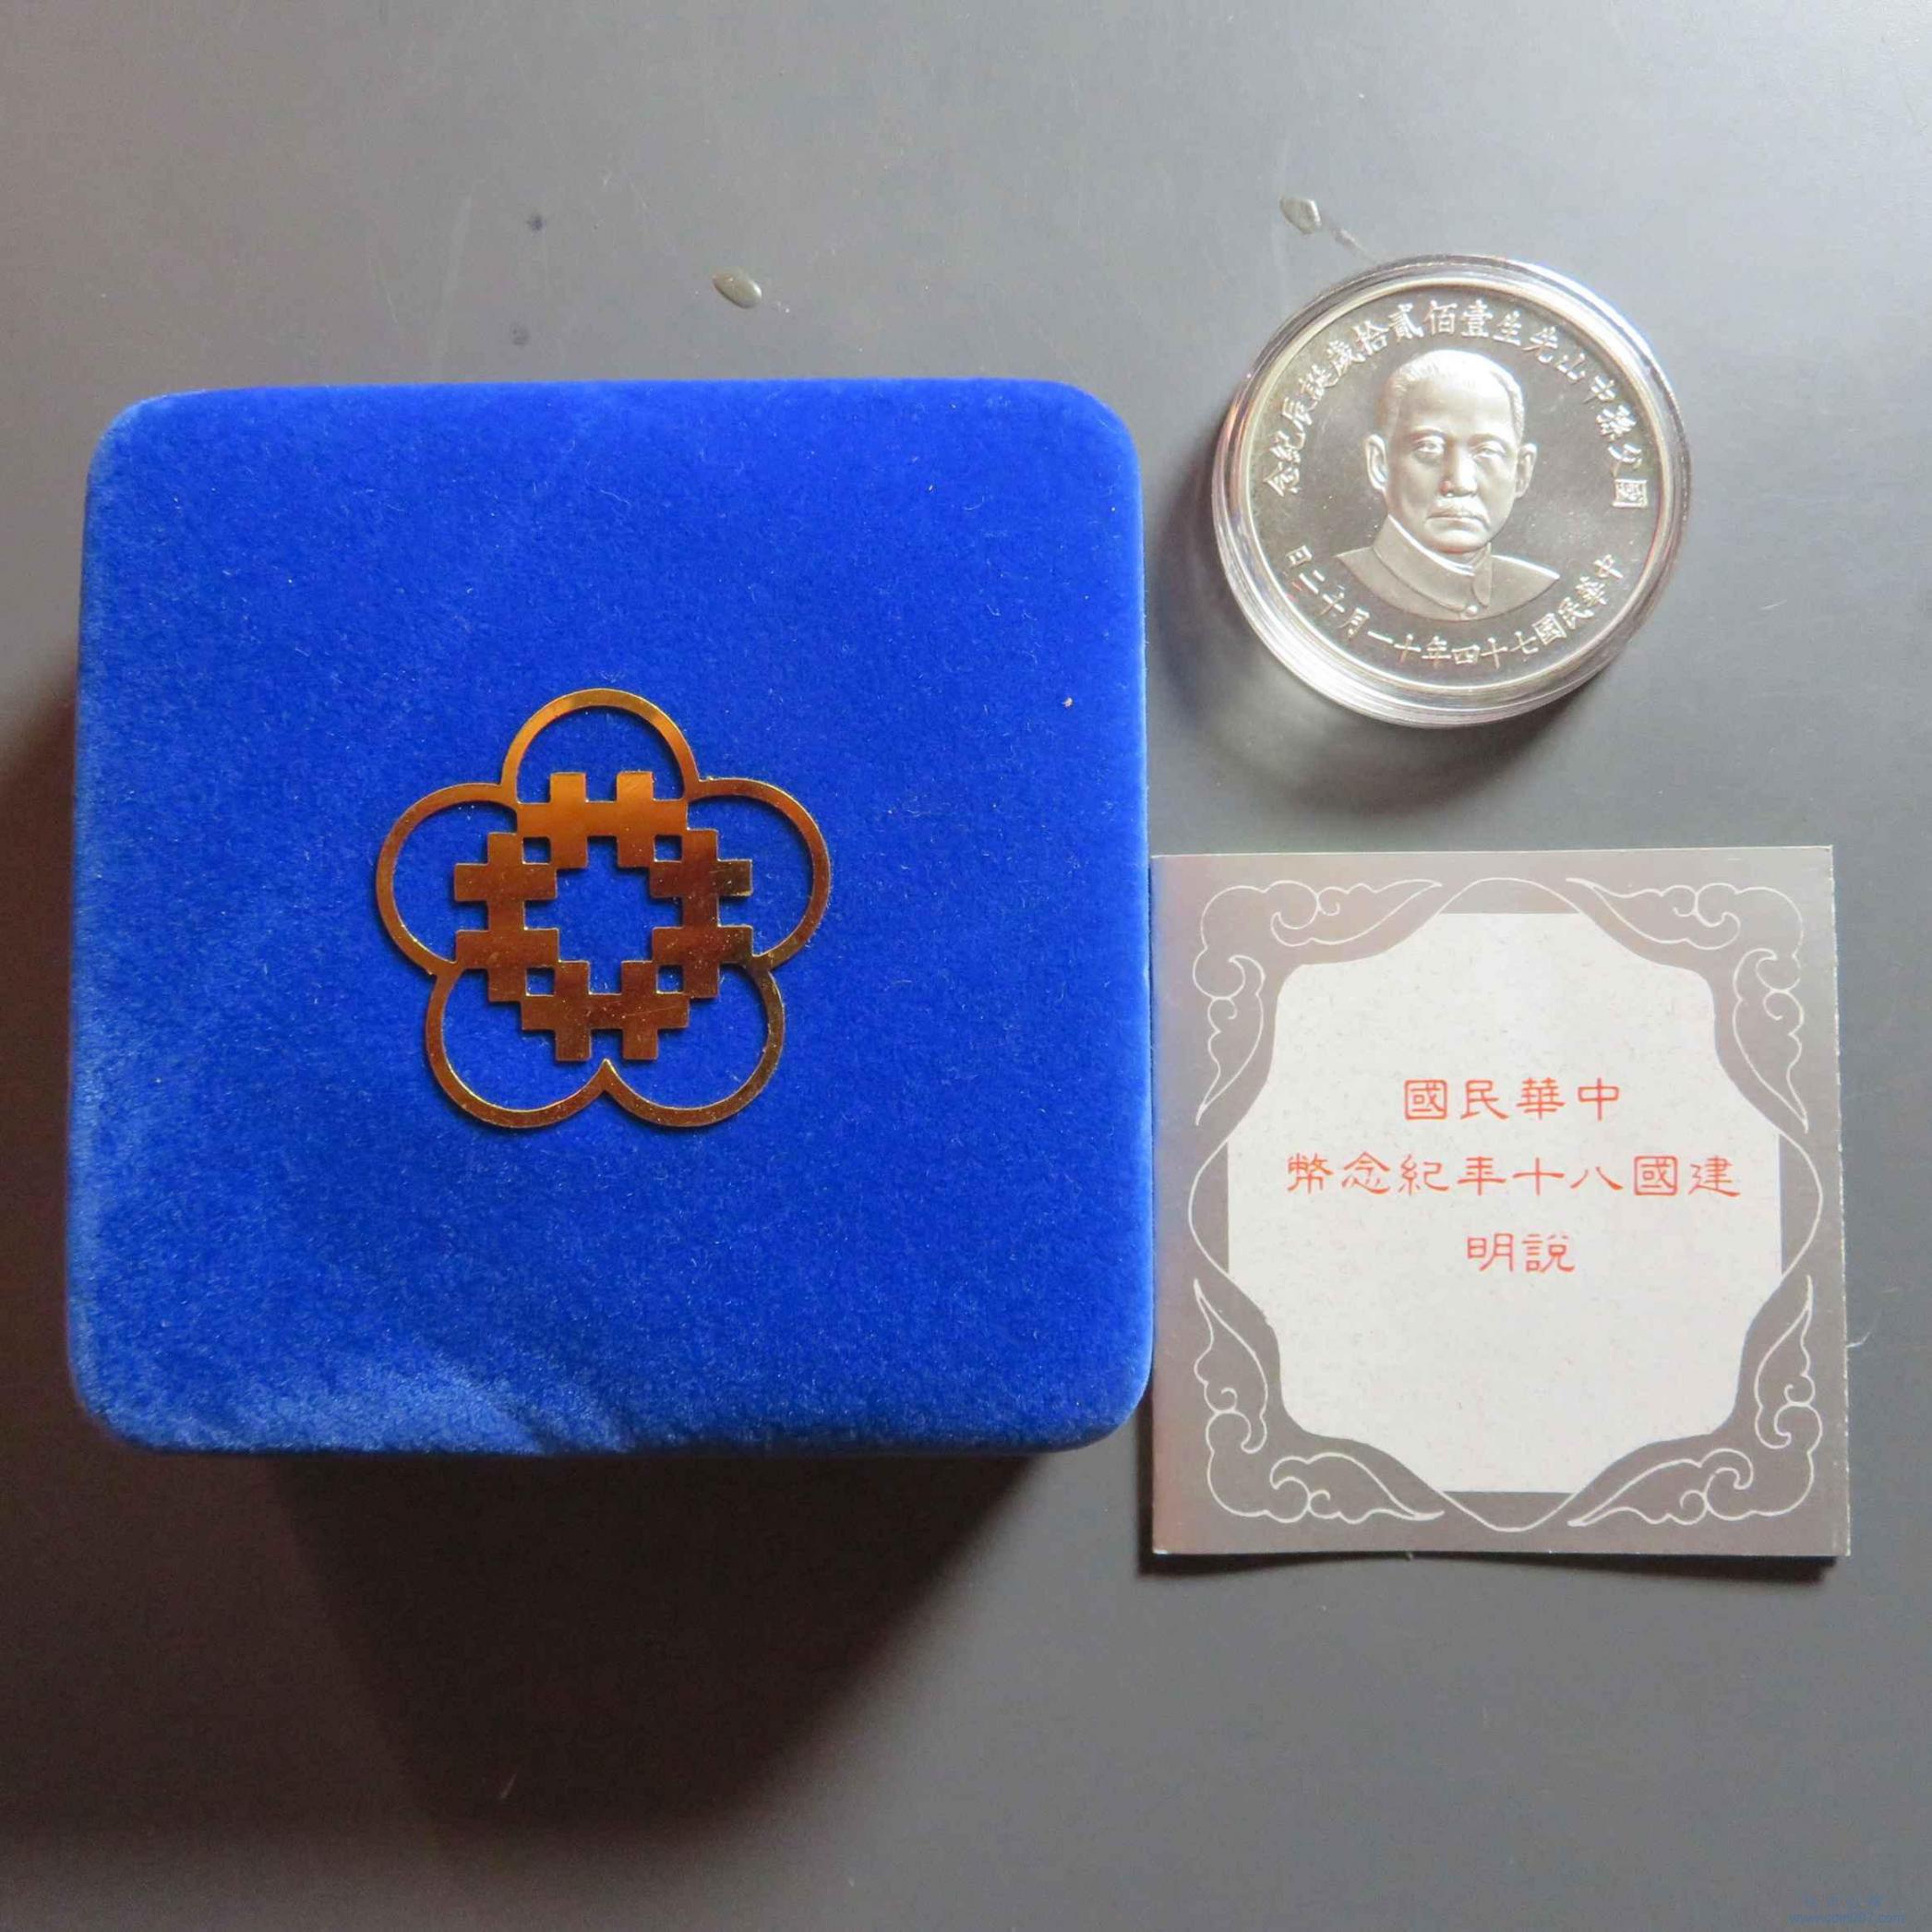 國父孫中山先生壹佰貳拾歲誕辰紀念
中華民國七十四年十一月十二日
中華民國
建國八十年紀念幣
說明